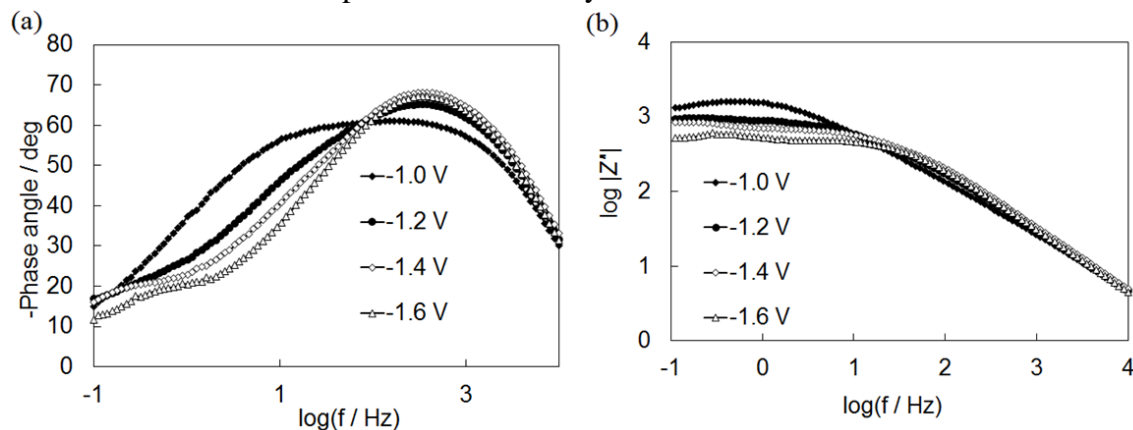 (a)
80
70
60
50
40
30
20
10
0
-Phase angle / deg
-1.0 V
-1.2 V
-1.4 V
-1.6 V
-1 1 3
log(f / Hz)
(b)
4
3
2
1
0
log |Z"|
-1.0 V
-1.2 V
-1.4 V
-1.6 V
-1 0 1 2 3 4
log(f / Hz)